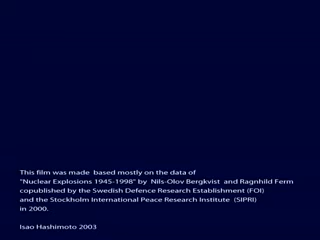 This film was made based mostly on the data of
"Nuclear Explosions 1945-1998" by Nils-Olov Bergkvist and Ragnhild Ferm
copublished by the Swedish Defence Research Establishment (FOI)
and the Stockholm International Peace Research Institute (SIPRI)
in 2000.
Isao Hashimoto 2003